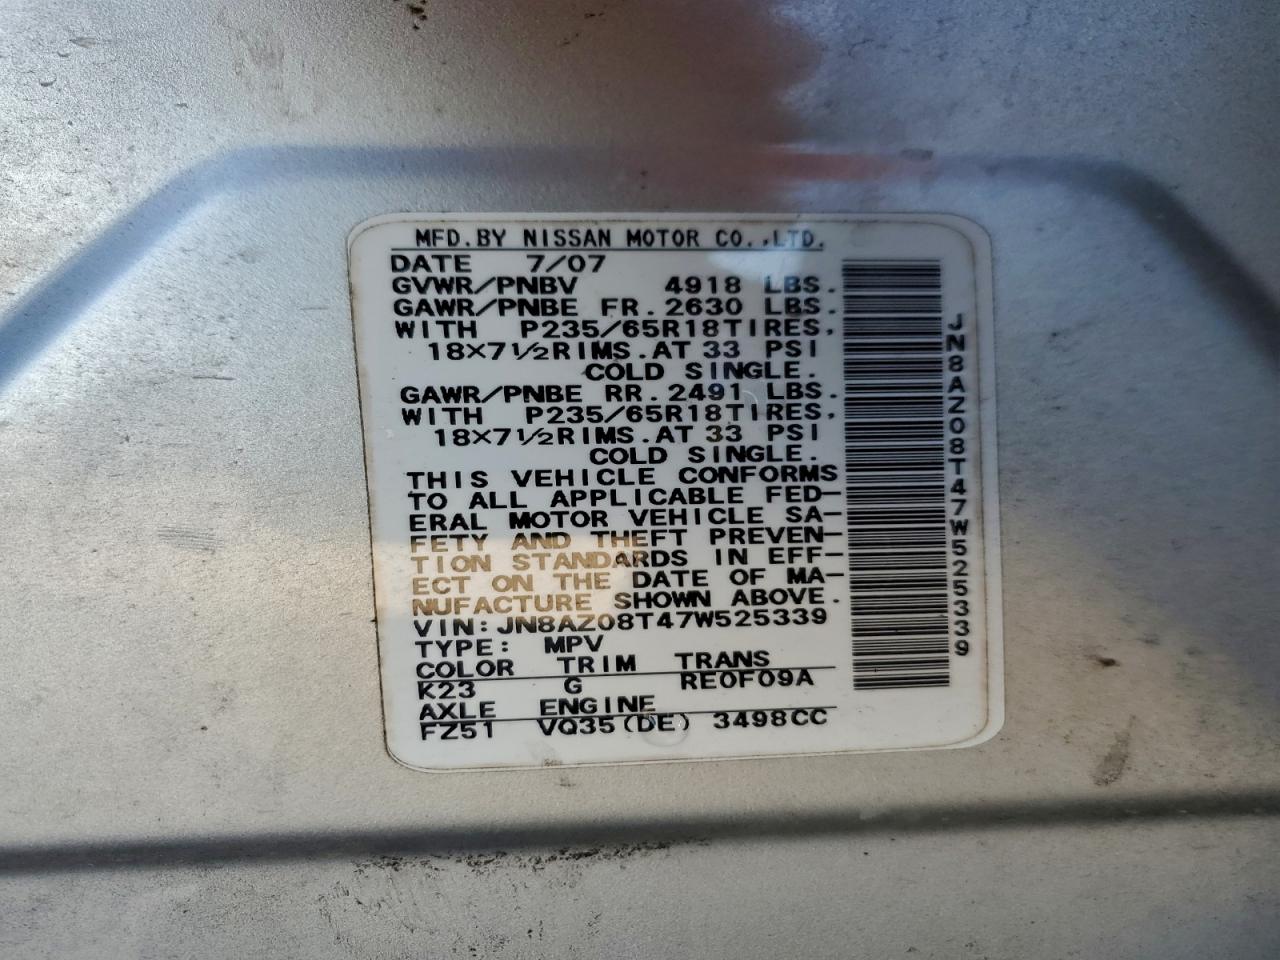 MFD.BY NISSAN MOTOR CO.,LTD.
DATE 7/07
GVWR/PNBV 4918 LBS.
GAWR/PNBE FR.2630 LBS.
WITH P235/65R18TIRES.
18×7½RIMS.AT 33 PSI
COLD SINGLE.
GAWR/PNBE RR.2491 LBS.
WITH P235/65R18TIRES.
18×7½RIMS.AT 33 PSI
COLD SINGLE.
THIS VEHICLE CONFORMS
TO ALL APPLICABLE FED-
ERAL MOTOR VEHICLE SA-
FETY AND THEFT PREVEN-
TION STANDARDS IN EFF-
ECT ON THE DATE OF MA-
NUFACTURE SHOWN ABOVE.
VIN:JN8AZ08T47W525339
TYPE: MPV
COLOR TRIM TRANS
K23 G RE0F09A
AXLE ENGINE
FZ51 VQ35(DE) 3498CC
JN8AZ08T47W525339